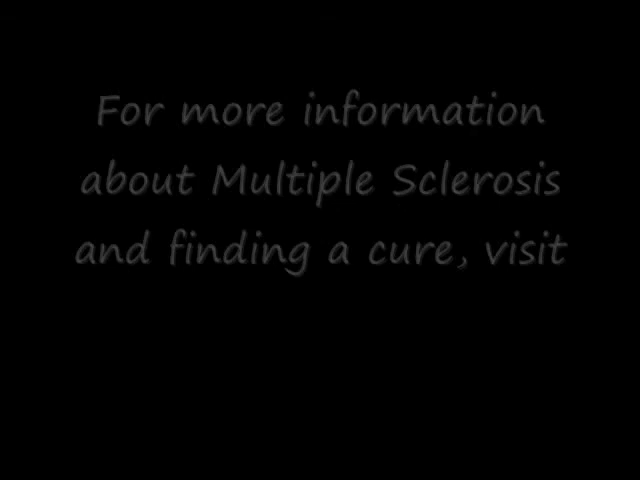 For more information
about Multiple Sclerosis
and finding a cure, visit